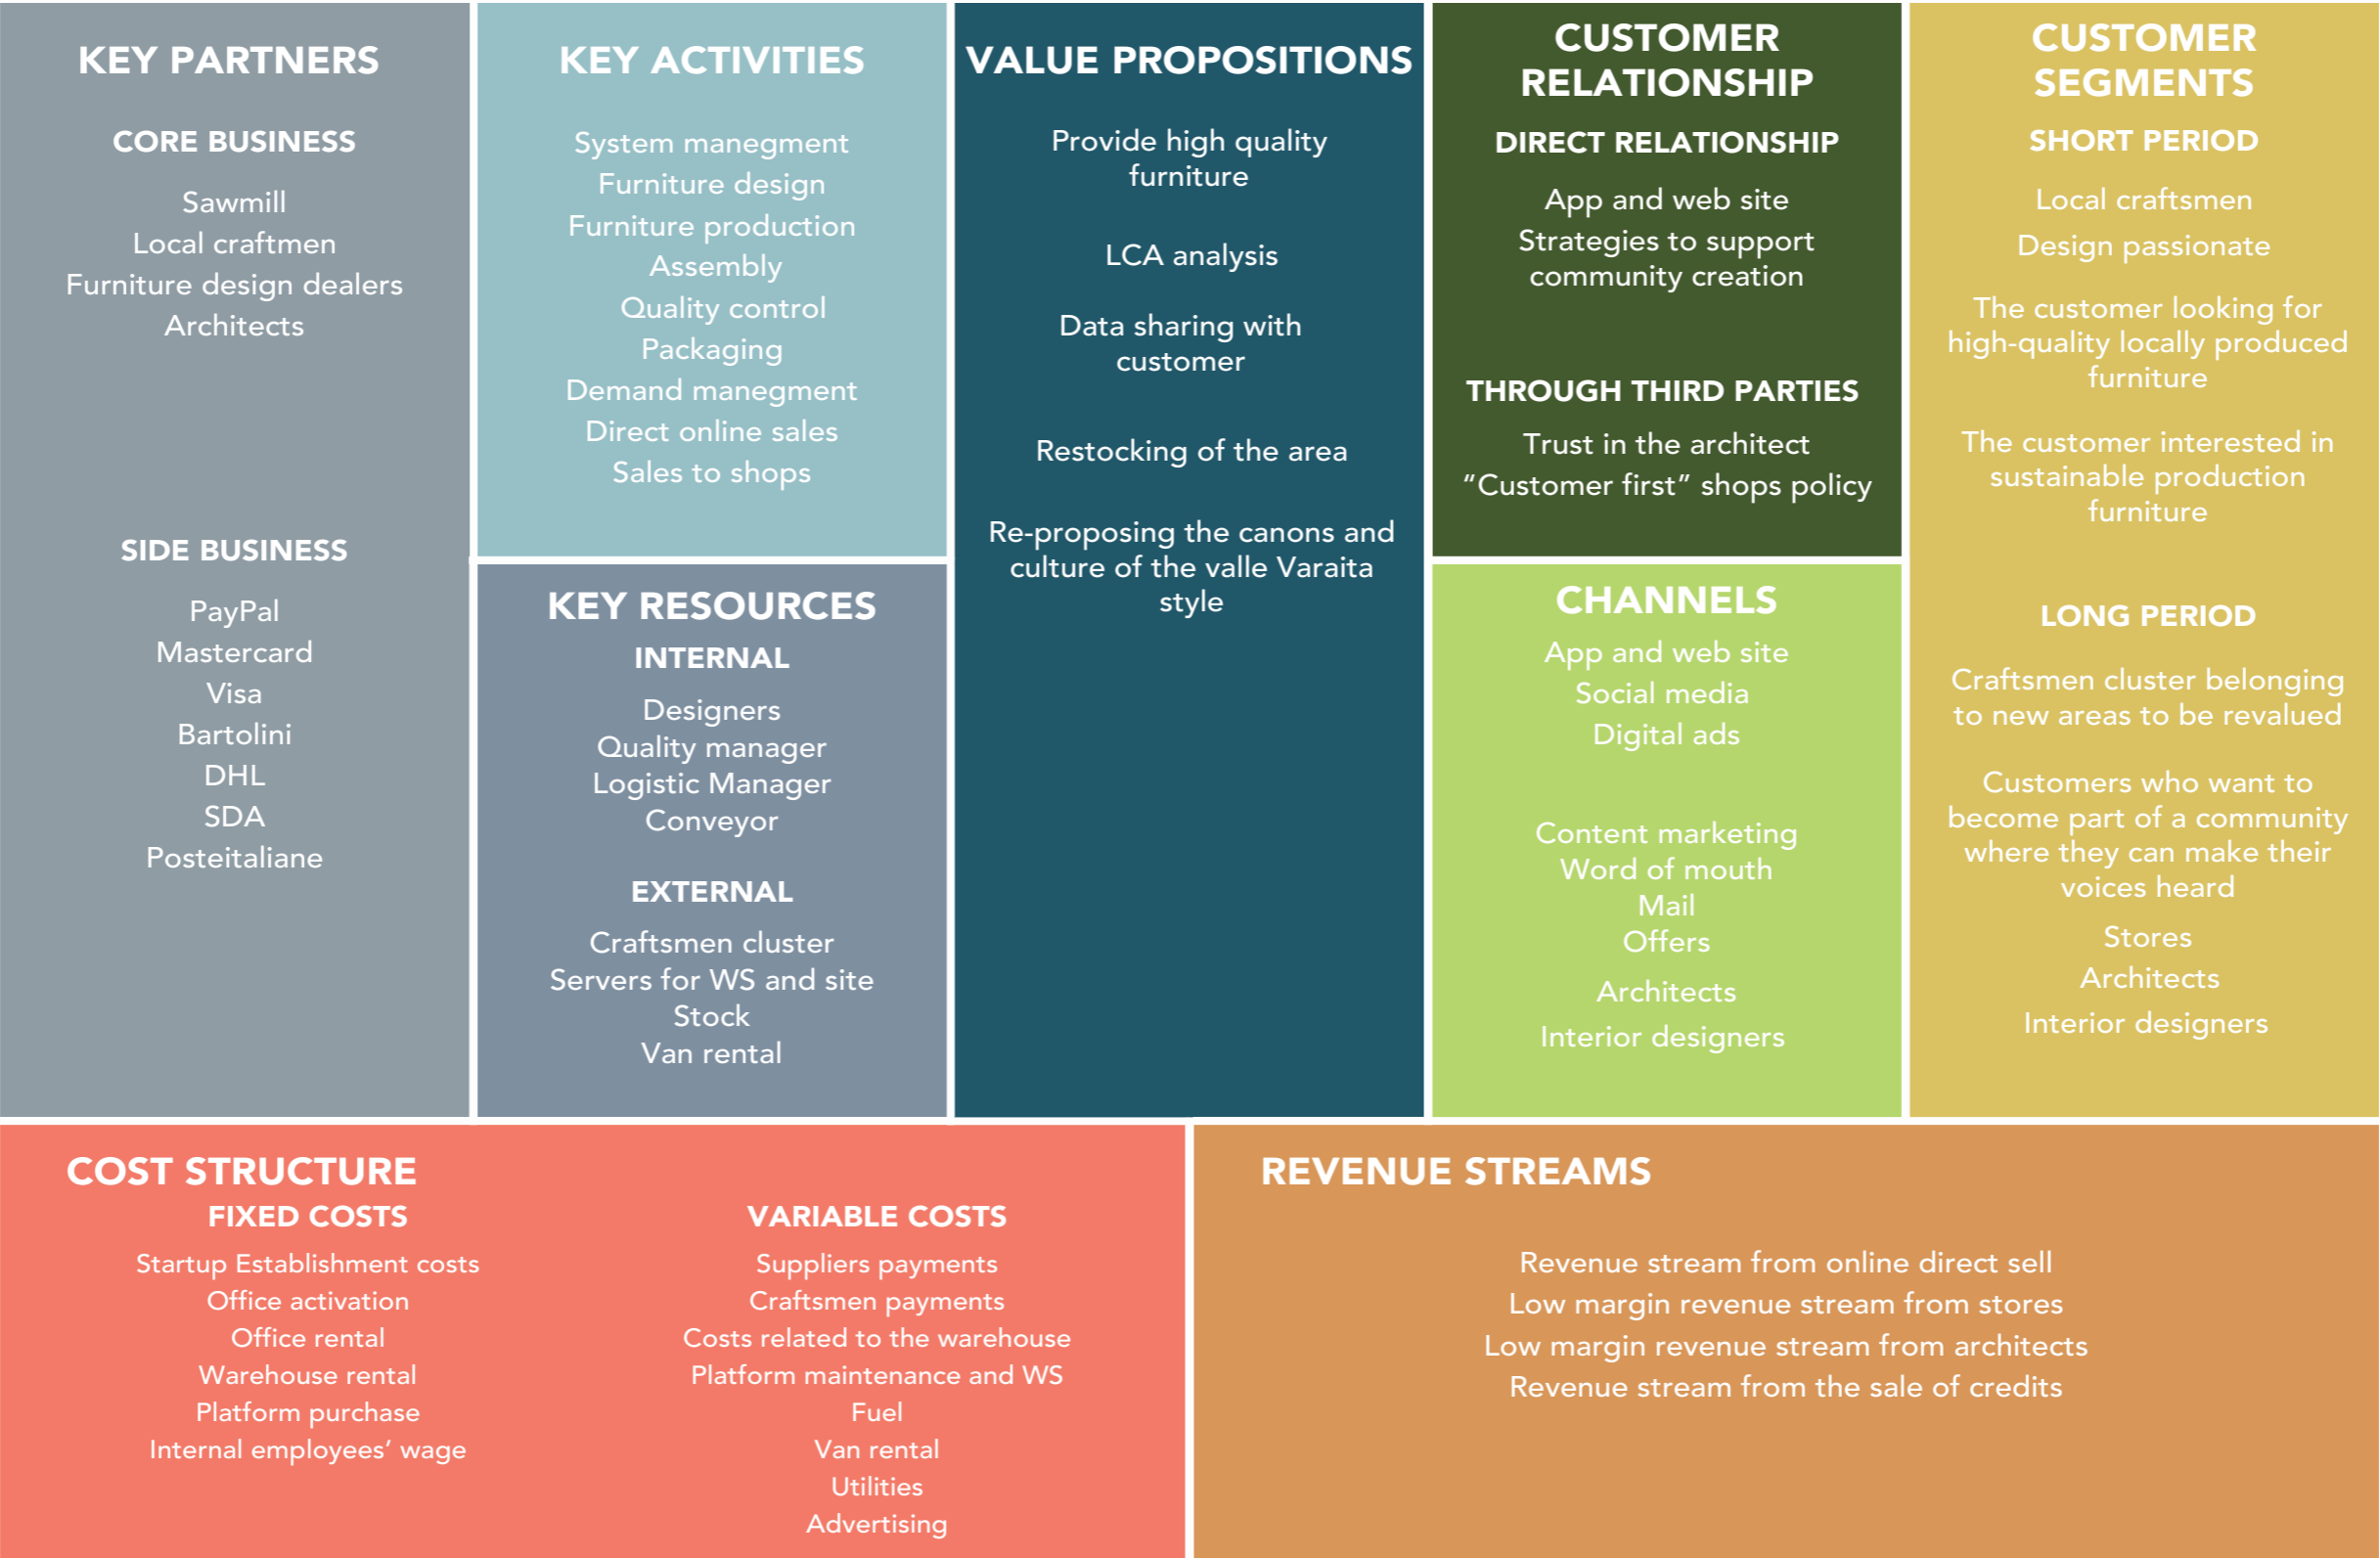 KEY PARTNERS
CORE BUSINESS
Sawmill
Local craftmen
Furniture design dealers
Architects
SIDE BUSINESS
PayPal
Mastercard
Visa
Bartolini
DHL
SDA
Posteitaliane
KEY ACTIVITIES
System manegment
Furniture design
Furniture production
Assembly
Quality control
Packaging
Demand manegment
Direct online sales
Sales to shops
KEY RESOURCES
INTERNAL
Designers
Quality manager
Logistic Manager
Conveyor
EXTERNAL
Craftsmen cluster
Servers for WS and site
Stock
Van rental
VALUE PROPOSITIONS
Provide high quality
furniture
LCA analysis
Data sharing with
customer
Restocking of the area
Re-proposing the canons and
culture of the valle Varaita
style
CUSTOMER
RELATIONSHIP
DIRECT RELATIONSHIP
App and web site
Strategies to support
community creation
THROUGH THIRD PARTIES
Trust in the architect
“Customer first” shops policy
CHANNELS
App and web site
Social media
Digital ads
Content marketing
Word of mouth
Mail
Offers
Architects
Interior designers
CUSTOMER
SEGMENTS
SHORT PERIOD
Local craftsmen
Design passionate
The customer looking for
high-quality locally produced
furniture
The customer interested in
sustainable production
furniture
LONG PERIOD
Craftsmen cluster belonging
to new areas to be revalued
Customers who want to
become part of a community
where they can make their
voices heard
Stores
Architects
Interior designers
COST STRUCTURE
FIXED COSTS
Startup Establishment costs
Office activation
Office rental
Warehouse rental
Platform purchase
Internal employees’ wage
VARIABLE COSTS
Suppliers payments
Craftsmen payments
Costs related to the warehouse
Platform maintenance and WS
Fuel
Van rental
Utilities
Advertising
REVENUE STREAMS
Revenue stream from online direct sell
Low margin revenue stream from stores
Low margin revenue stream from architects
Revenue stream from the sale of credits